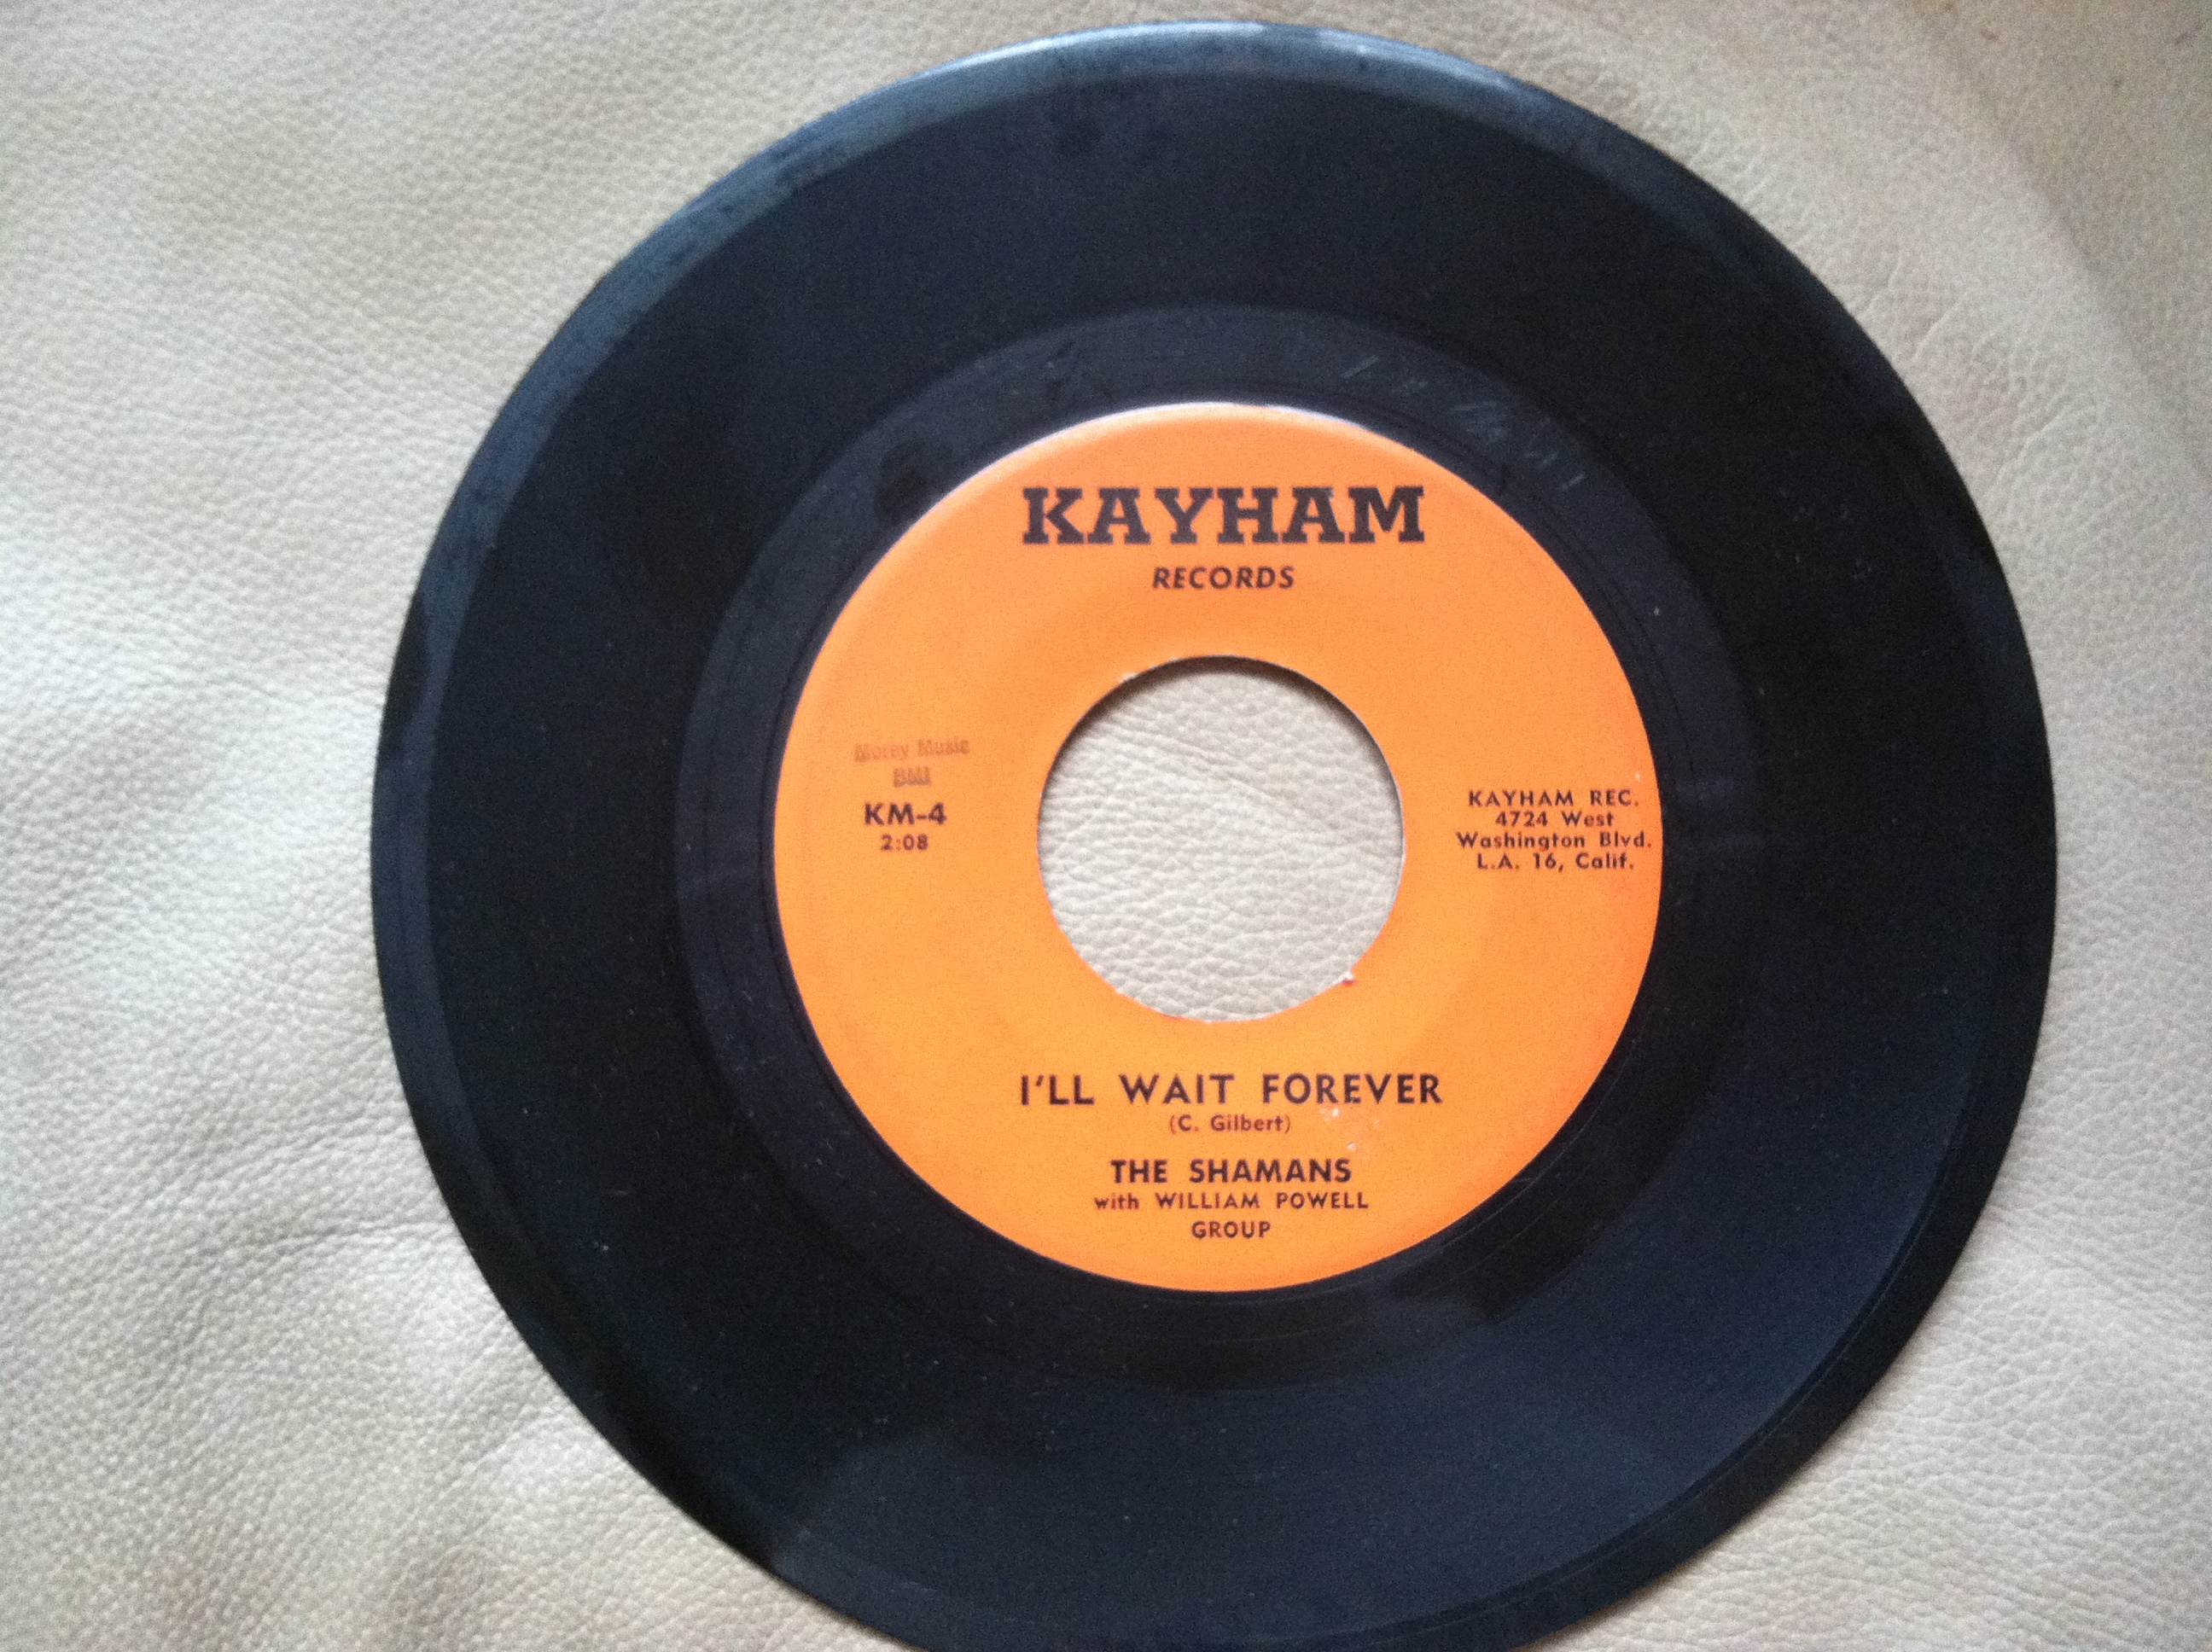 KAYHAM
RECORDS
Morey Music
BMI
KM-4
2:08
KAYHAM REC.
4724 West
Washington Blvd.
L.A. 16, Calif.
I'LL WAIT FOREVER
(C. Gilbert)
THE SHAMANS
with WILLIAM POWELL
GROUP